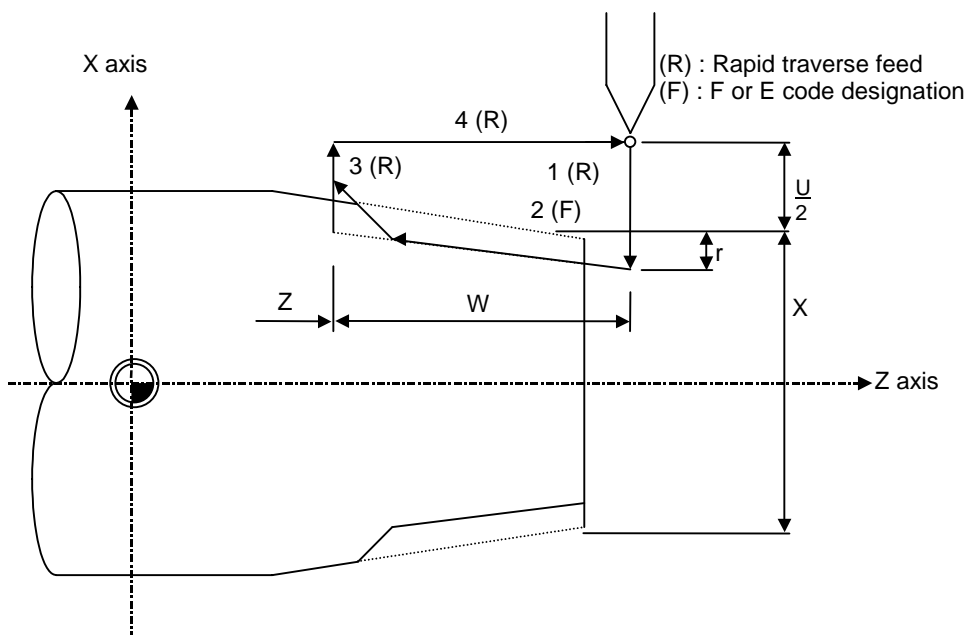 X axis
(R) : Rapid traverse feed
(F) : F or E code designation
4 (R)
3 (R)
1 (R)
U
2
2 (F)
r
Z
W
X
Z axis